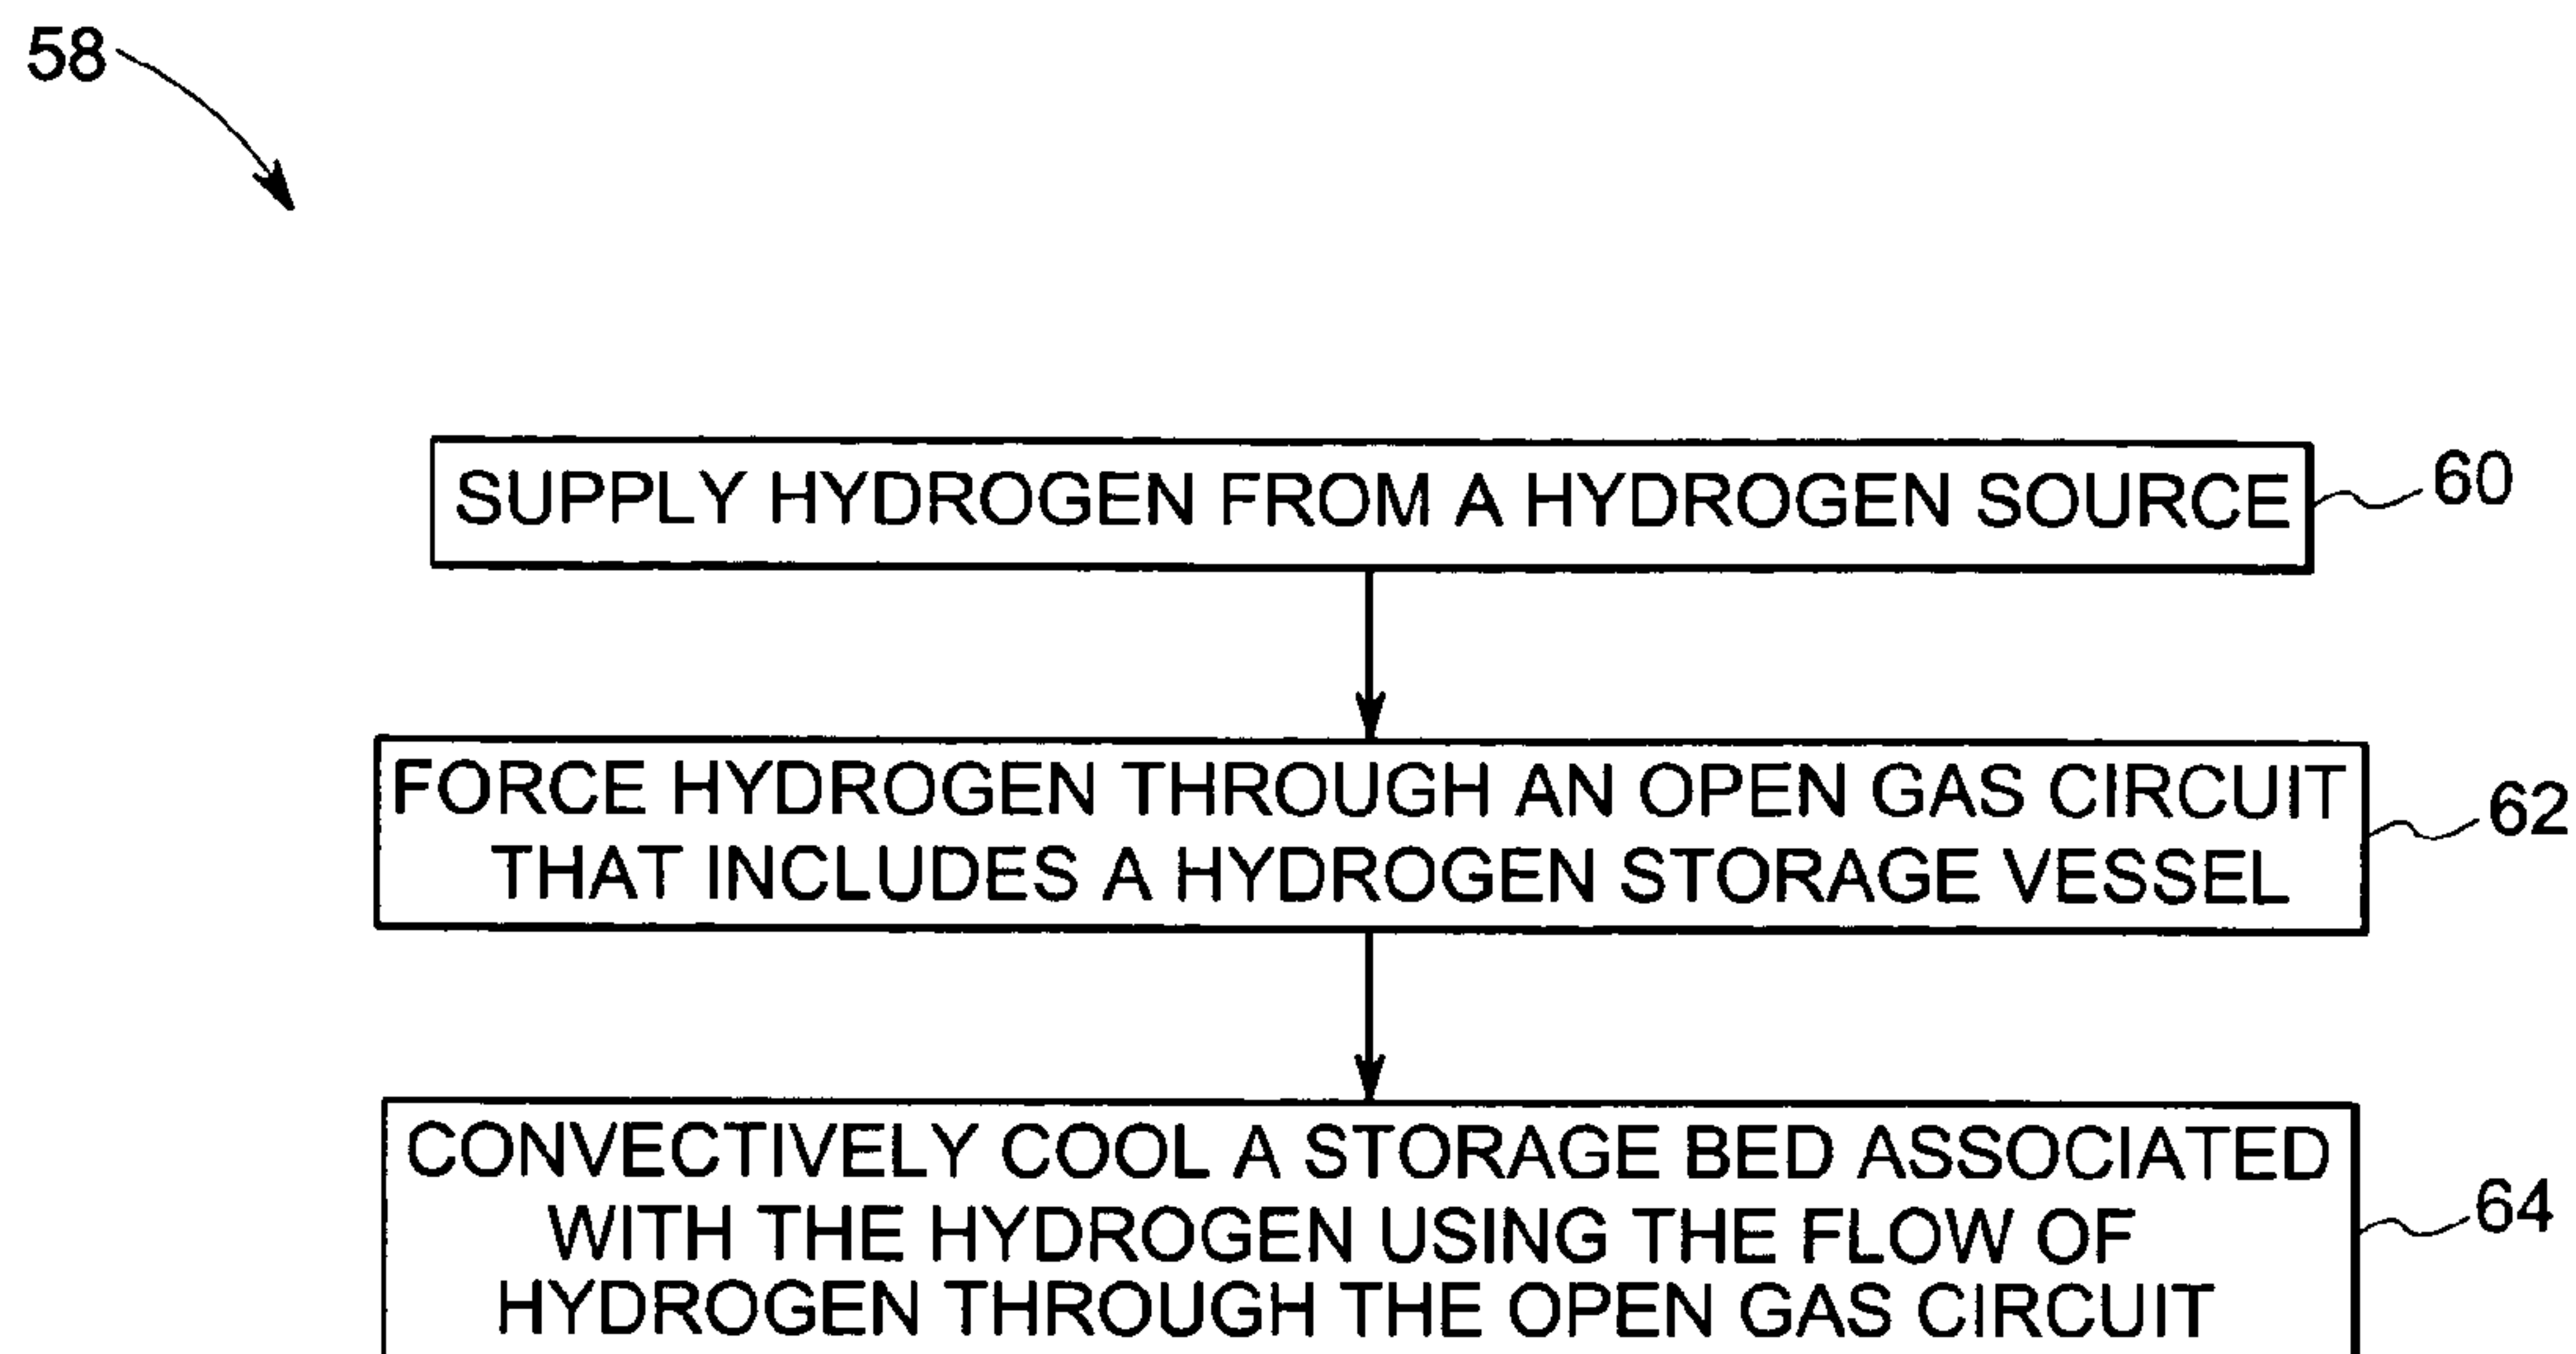 58
SUPPLY HYDROGEN FROM A HYDROGEN SOURCE
60
FORCE HYDROGEN THROUGH AN OPEN GAS CIRCUIT
THAT INCLUDES A HYDROGEN STORAGE VESSEL
62
CONVECTIVELY COOL A STORAGE BED ASSOCIATED
WITH THE HYDROGEN USING THE FLOW OF
HYDROGEN THROUGH THE OPEN GAS CIRCUIT
64